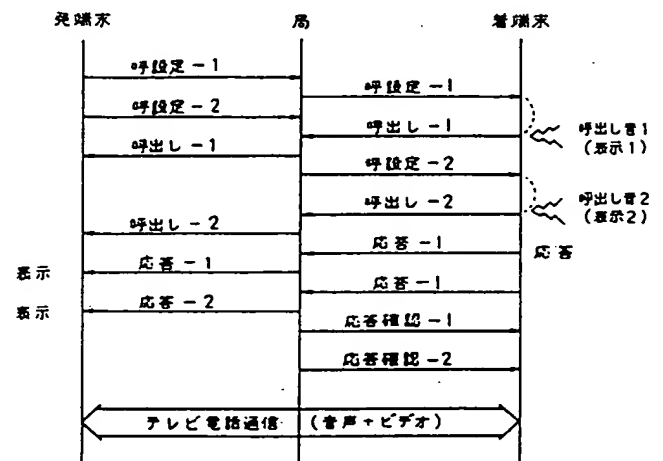 発端末 局 着端末
呼設定－1
呼設定－1
呼設定－2
呼出し－1 呼出し音1
呼出し－1 (表示1)
呼設定－2
呼出し－2 呼出し音2
(表示2)
呼出し－2
応答－1 応答
表示 応答－1
応答－1
表示 応答－2
応答確認－1
応答確認－2
テレビ電話通信 (音声＋ビデオ)